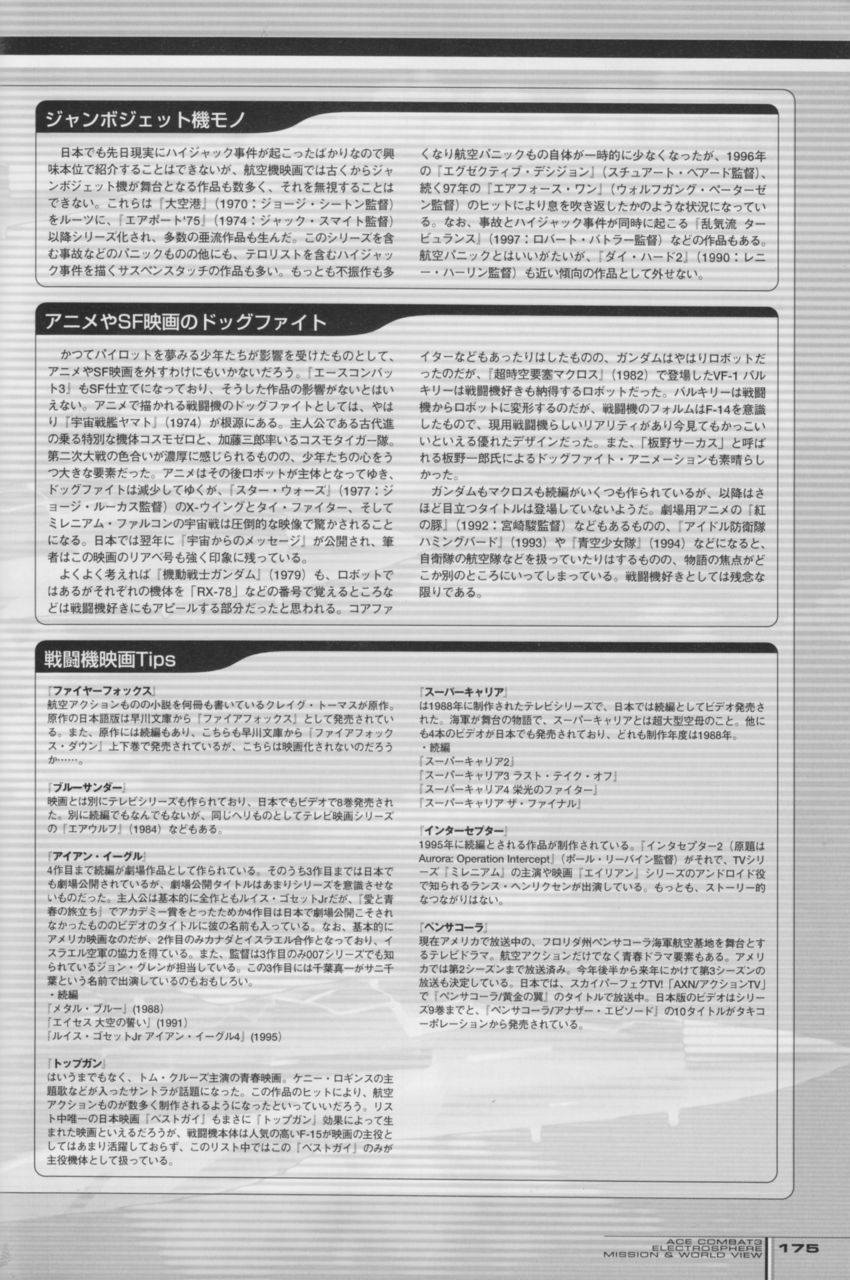 ジャンボジェット機モノ
　日本でも先日現実にハイジャック事件が起こったばかりなので興
味本位で紹介することはできないが、航空機映画では古くからジャ
ンボジェット機が舞台となる作品も数多く、それを無視することは
できない。これらは『大空港』（1970：ジョージ・シートン監督）
をルーツに、『エアポート'75』（1974：ジャック・スマイト監督）
以降シリーズ化され、多数の亜流作品も生んだ。このシリーズを含
む事故などのパニックものの他にも、テロリストを含むハイジャッ
ク事件を描くサスペンスタッチの作品も多い。もっとも不振作も多
くなり航空パニックもの自体が一時的に少なくなったが、1996年
の『エグゼクティブ・デシジョン』（スチュアート・ベアード監督）、
続く97年の『エアフォース・ワン』（ウォルフガング・ペーターゼ
ン監督）のヒットにより息を吹き返したかのような状況になってい
る。なお、事故とハイジャック事件が同時に起こる『乱気流 ター
ビュランス』（1997：ロバート・バトラー監督）などの作品もある。
航空パニックとはいいがたいが、『ダイ・ハード2』（1990：レニ
ー・ハーリン監督）も近い傾向の作品として外せない。
アニメやSF映画のドッグファイト
　かつてパイロットを夢みる少年たちが影響を受けたものとして、
アニメやSF映画を外すわけにもいかないだろう。『エースコンバッ
ト3』もSF仕立てになっており、そうした作品の影響がないとはい
えない。アニメで描かれる戦闘機のドッグファイトとしては、やは
り『宇宙戦艦ヤマト』（1974）が根源にある。主人公である古代進
の乗る特別な機体コスモゼロと、加藤三郎率いるコスモタイガー隊。
第二次大戦の色合いが濃厚に感じられるものの、少年たちの心をう
つ大きな要素だった。アニメはその後ロボットが主体となってゆき、
ドッグファイトは減少してゆくが、『スター・ウォーズ』（1977：ジ
ョージ・ルーカス監督）のX-ウイングとタイ・ファイター、そして
ミレニアム・ファルコンの宇宙戦は圧倒的な映像で驚かされること
になる。日本では翌年に『宇宙からのメッセージ』が公開され、筆
者はこの映画のリアベ号も強く印象に残っている。
　よくよく考えれば『機動戦士ガンダム』（1979）も、ロボットで
はあるがそれぞれの機体を「RX-78」などの番号で覚えるところな
どは戦闘機好きにもアピールする部分だったと思われる。コアファ
イターなどもあったりはしたものの、ガンダムはやはりロボットだ
ったのだが、『超時空要塞マクロス』（1982）で登場したVF-1 バル
キリーは戦闘機好きも納得するロボットだった。バルキリーは戦闘
機からロボットに変形するのだが、戦闘機のフォルムはF-14を意識
したもので、現用戦闘機らしいリアリティがあり今見てもかっこい
いといえる優れたデザインだった。また、「板野サーカス」と呼ば
れる板野一郎氏によるドッグファイト・アニメーションも素晴らし
かった。
　ガンダムもマクロスも続編がいくつも作られているが、以降はさ
ほど目立つタイトルは登場していないようだ。劇場用アニメの『紅
の豚』（1992：宮崎駿監督）などもあるものの、『アイドル防衛隊
ハミングバード』（1993）や『青空少女隊』（1994）などになると、
自衛隊の航空隊などを扱っていたりはするものの、物語の焦点がど
こか別のところにいってしまっている。戦闘機好きとしては残念な
限りである。
戦闘機映画Tips
『ファイヤーフォックス』
航空アクションものの小説を何冊も書いているクレイグ・トーマスが原作。
原作の日本語版は早川文庫から『ファイアフォックス』として発売されてい
る。また、原作には続編もあり、こちらも早川文庫から『ファイアフォック
ス・ダウン』上下巻で発売されているが、こちらは映画化されないのだろう
か……。
『ブルーサンダー』
映画とは別にテレビシリーズも作られており、日本でもビデオで8巻発売され
た。別に続編でもなんでもないが、同じヘリものとしてテレビ映画シリーズ
の『エアウルフ』（1984）などもある。
『アイアン・イーグル』
4作目まで続編が劇場作品として作られている。そのうち3作目までは日本で
も劇場公開されているが、劇場公開タイトルはあまりシリーズを意識させな
いものだった。主人公は基本的に全作ともルイス・ゴセットJrだが、『愛と青
春の旅立ち』でアカデミー賞をとったためか4作目は日本で劇場公開こそされ
なかったもののビデオのタイトルに彼の名前も入っている。なお、基本的に
アメリカ映画なのだが、2作目のみカナダとイスラエル合作となっており、イ
スラエル空軍の協力を得ている。また、監督は3作目のみ007シリーズでも知
られているジョン・グレンが担当している。この3作目には千葉真一がサニ千
葉という名前で出演しているのもおもしろい。
・続編
『メタル・ブルー』（1988）
『エイセス 大空の誓い』（1991）
『ルイス・ゴセットJr アイアン・イーグル4』（1995）
『トップガン』
はいうまでもなく、トム・クルーズ主演の青春映画。ケニー・ロギンスの主
題歌などが入ったサントラが話題になった。この作品のヒットにより、航空
アクションものが数多く制作されるようになったといっていいだろう。リス
ト中唯一の日本映画『ベストガイ』もまさに『トップガン』効果によって生
まれた映画といえるだろうが、戦闘機本体は人気の高いF-15が映画の主役と
してはあまり活躍しておらず、このリスト中ではこの『ベストガイ』のみが
主役機体として扱っている。
『スーパーキャリア』
は1988年に制作されたテレビシリーズで、日本では続編としてビデオ発売さ
れた。海軍が舞台の物語で、スーパーキャリアとは超大型空母のこと。他に
も4本のビデオが日本でも発売されており、どれも制作年度は1988年。
・続編
『スーパーキャリア2』
『スーパーキャリア3 ラスト・テイク・オフ』
『スーパーキャリア4 栄光のファイター』
『スーパーキャリア ザ・ファイナル』
『インターセプター』
1995年に続編とされる作品が制作されている。『インタセプター2（原題は
Aurora: Operation Intercept』（ポール・リーバイン監督）がそれで、TVシリ
ーズ『ミレニアム』の主演や映画『エイリアン』シリーズのアンドロイド役
で知られるランス・ヘンリクセンが出演している。もっとも、ストーリー的
なつながりはない。
『ペンサコーラ』
現在アメリカで放送中の、フロリダ州ペンサコーラ海軍航空基地を舞台とす
るテレビドラマ。航空アクションだけでなく青春ドラマ要素もある。アメリ
カでは第2シーズンまで放送済み。今年後半から来年にかけて第3シーズンの
放送も決定している。日本では、スカイパーフェクTV!「AXN/アクションTV」
で『ペンサコーラ/黄金の翼』のタイトルで放送中。日本版のビデオはシリー
ズ9巻までと、『ペンサコーラ/アナザー・エピソード』の10タイトルがタキコ
ーポレーションから発売されている。
ACE COMBAT3
ELECTROSPHERE
MISSION & WORLD VIEW
175